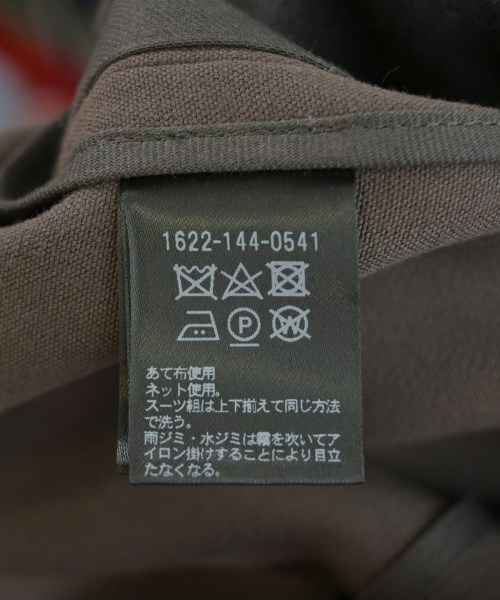 1622-144-0541
P
W
あて布使用
ネット使用。
スーツ組は上下揃えて同じ方法
で洗う。
雨ジミ・水ジミは霧を吹いてア
イロン掛けすることにより目立
たなくなる。